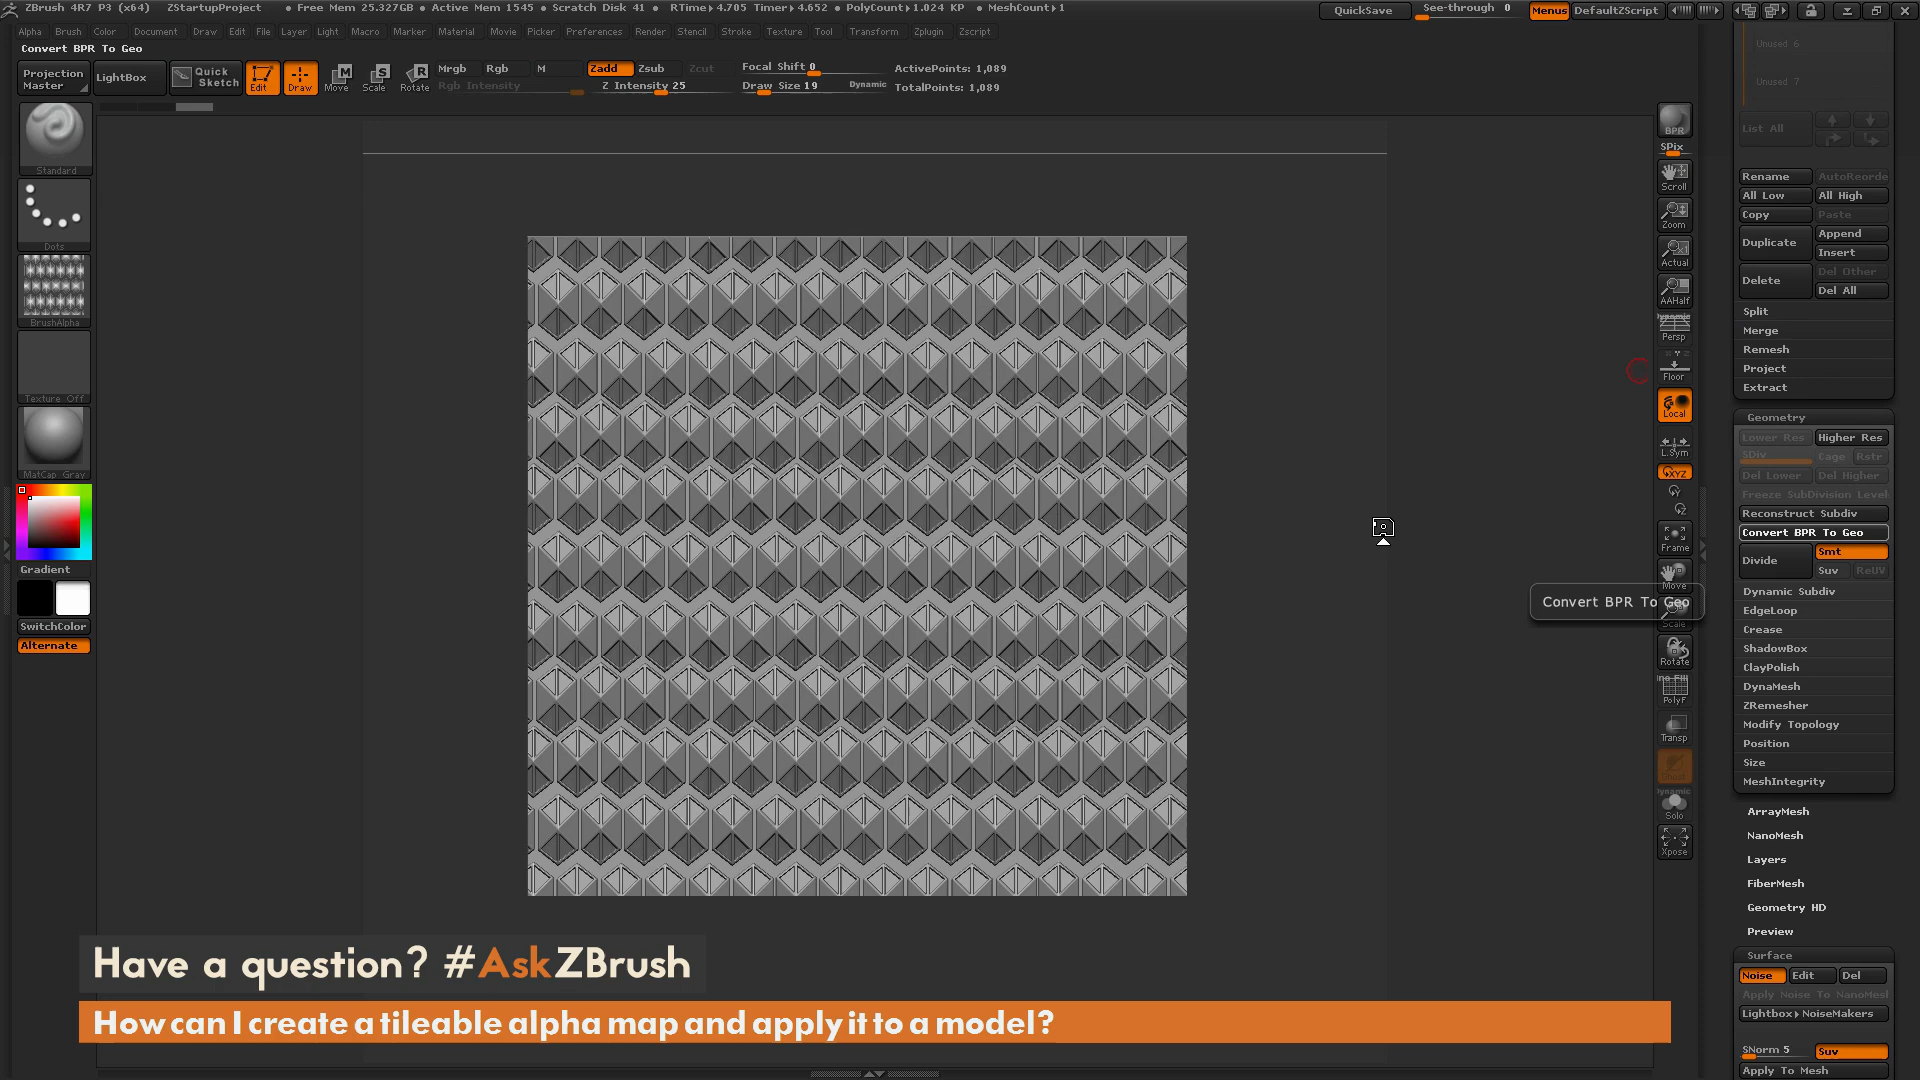 ZBrush 4R7 P3 (x64) ZStartupProject • Free Mem 25.327GB • Active Mem 1545 • Scratch Disk 41 • RTime▸4.705 Timer▸4.652 • PolyCount▸1.024 KP • MeshCount▸1 QuickSave See-through 0 Menus DefaultZScript
Alpha Brush Color Document Draw Edit File Layer Light Macro Marker Material Movie Picker Preferences Render Stencil Stroke Texture Tool Transform Zplugin Zscript
Convert BPR To Geo
Projection Master LightBox Quick Sketch Edit Draw Move Scale Rotate
Mrgb Rgb M Zadd Zsub Zcut Focal Shift 0 ActivePoints: 1,089
Rgb Intensity Z Intensity 25 Draw Size 19 Dynamic TotalPoints: 1,089
Standard
Dots
BrushAlpha
Texture Off
MatCap Gray
Gradient
SwitchColor
Alternate
BPR
SPix
Scroll
Zoom
Actual
AAHalf
Dynamic
Persp
Floor
Local
L.Sym
XYZ
Frame
Move
Scale
Rotate
PolyF
Transp
Ghost
Dynamic
Solo
Xpose
Convert BPR To Geo
Unused 6
Unused 7
List All
Rename AutoReorde
All Low All High
Copy Paste
Duplicate Append
Insert
Delete Del Other
Del All
Split
Merge
Remesh
Project
Extract
Geometry
Lower Res Higher Res
SDiv Cage Rstr
Del Lower Del Higher
Freeze SubDivision Level
Reconstruct Subdiv
Convert BPR To Geo
Divide Smt
Suv ReUV
Dynamic Subdiv
EdgeLoop
Crease
ShadowBox
ClayPolish
DynaMesh
ZRemesher
Modify Topology
Position
Size
MeshIntegrity
ArrayMesh
NanoMesh
Layers
FiberMesh
Geometry HD
Preview
Surface
Noise Edit Del
Apply Noise To NanoMesh
Lightbox▸NoiseMakers
SNorm 5 Suv
Apply To Mesh
Have a question? #AskZBrush
How can I create a tileable alpha map and apply it to a model?